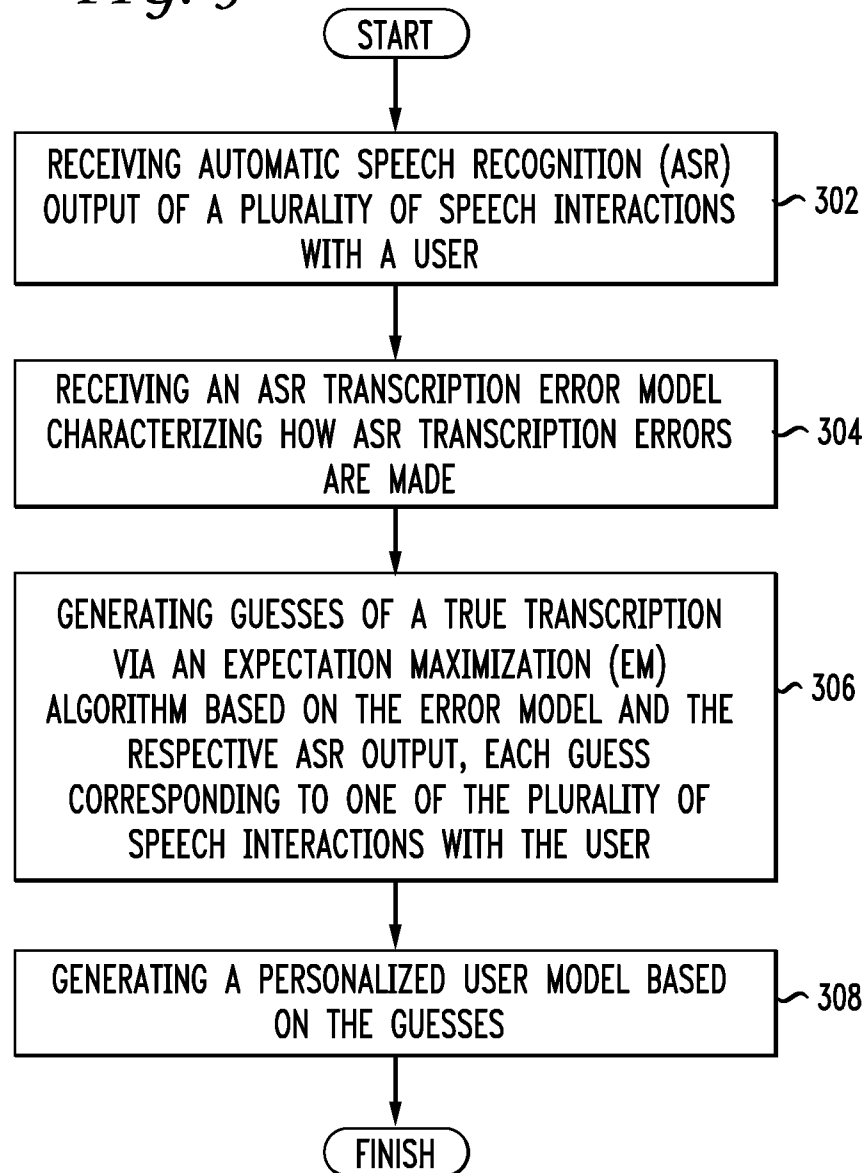 START
RECEIVING AUTOMATIC SPEECH RECOGNITION (ASR)
OUTPUT OF A PLURALITY OF SPEECH INTERACTIONS
WITH A USER
302
RECEIVING AN ASR TRANSCRIPTION ERROR MODEL
CHARACTERIZING HOW ASR TRANSCRIPTION ERRORS
ARE MADE
304
GENERATING GUESSES OF A TRUE TRANSCRIPTION
VIA AN EXPECTATION MAXIMIZATION (EM)
ALGORITHM BASED ON THE ERROR MODEL AND THE
RESPECTIVE ASR OUTPUT, EACH GUESS
CORRESPONDING TO ONE OF THE PLURALITY OF
SPEECH INTERACTIONS WITH THE USER
306
GENERATING A PERSONALIZED USER MODEL BASED
ON THE GUESSES
308
FINISH